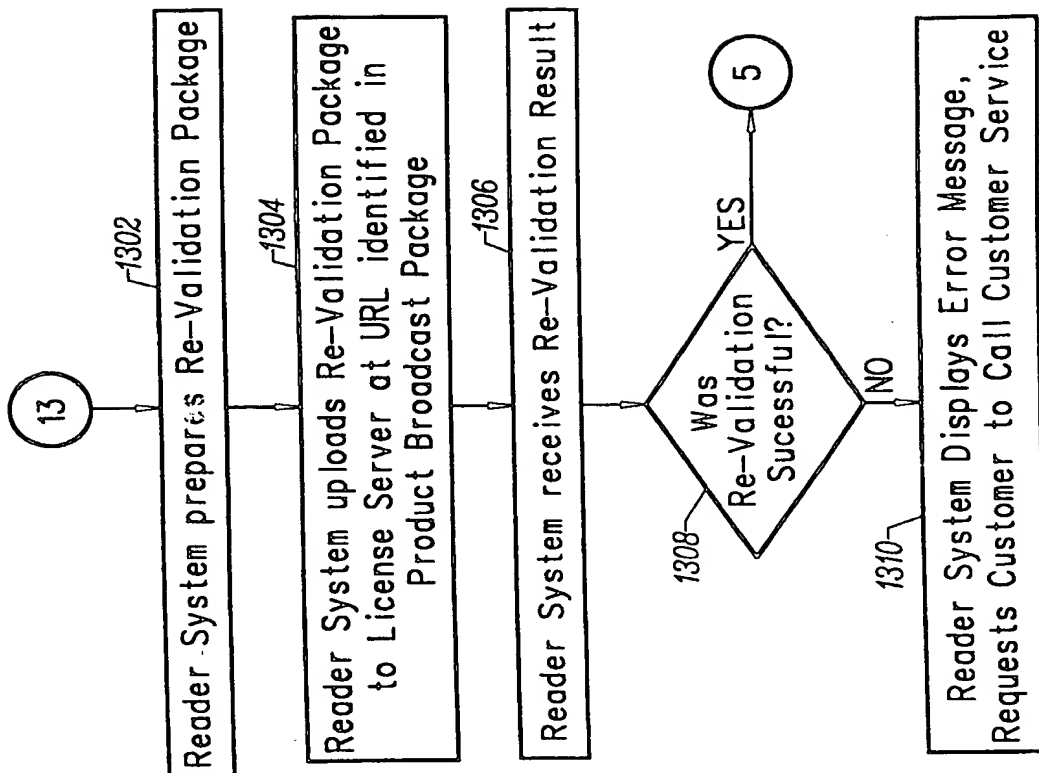 13
1302
Reader System prepares Re-Validation Package
1304
Reader System uploads Re-Validation Package
to License Server at URL identified in
Product Broadcast Package
1306
Reader System receives Re-Validation Result
1308
Was
Re-Validation
Sucessful?
YES
5
NO
1310
Reader System Displays Error Message,
Requests Customer to Call Customer Service